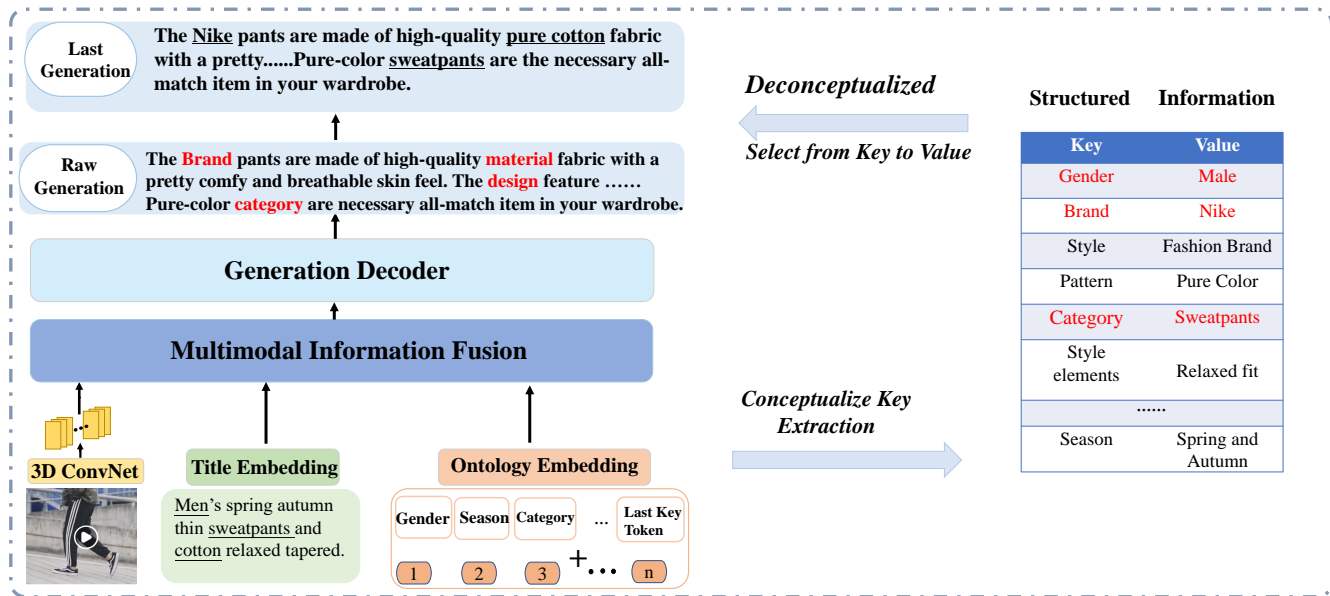 Last
Generation
The Nike pants are made of high-quality pure cotton fabric
with a pretty......Pure-color sweatpants are the necessary all-
match item in your wardrobe.
Raw
Generation
The Brand pants are made of high-quality material fabric with a
pretty comfy and breathable skin feel. The design feature ……
Pure-color category are necessary all-match item in your wardrobe.
Generation Decoder
Multimodal Information Fusion
3D ConvNet
Title Embedding
Men's spring autumn
thin sweatpants and
cotton relaxed tapered.
Ontology Embedding
Gender Season Category ... Last Key
Token
1 2 3 + ... n
Deconceptualized
Select from Key to Value
Conceptualize Key
Extraction
Structured Information
Key Value
Gender Male
Brand Nike
Style Fashion Brand
Pattern Pure Color
Category Sweatpants
Style
elements Relaxed fit
......
Season Spring and
Autumn